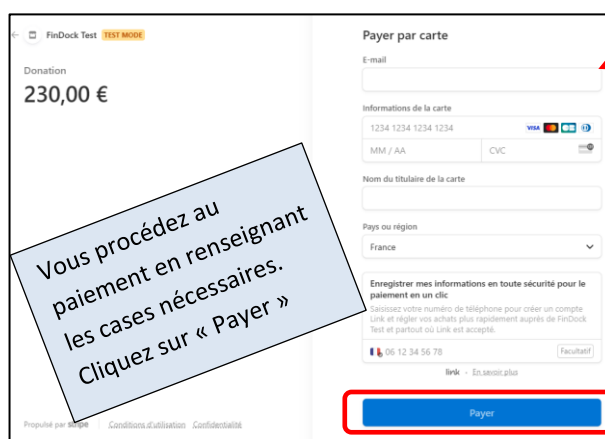 FinDock Test TEST MODE
Donation
230,00 €
Vous procédez au
paiement en renseignant
les cases nécessaires.
Cliquez sur « Payer »
Propulsé par stripe | Conditions d'utilisation Confidentialité
Payer par carte
E-mail
Informations de la carte
1234 1234 1234 1234 VISA
MM / AA CVC
Nom du titulaire de la carte
Pays ou région
France
Enregistrer mes informations en toute sécurité pour le
paiement en un clic
Saisissez votre numéro de téléphone pour créer un compte
Link et régler vos achats plus rapidement auprès de FinDock
Test et partout où Link est accepté.
06 12 34 56 78 Facultatif
link • En savoir plus
Payer